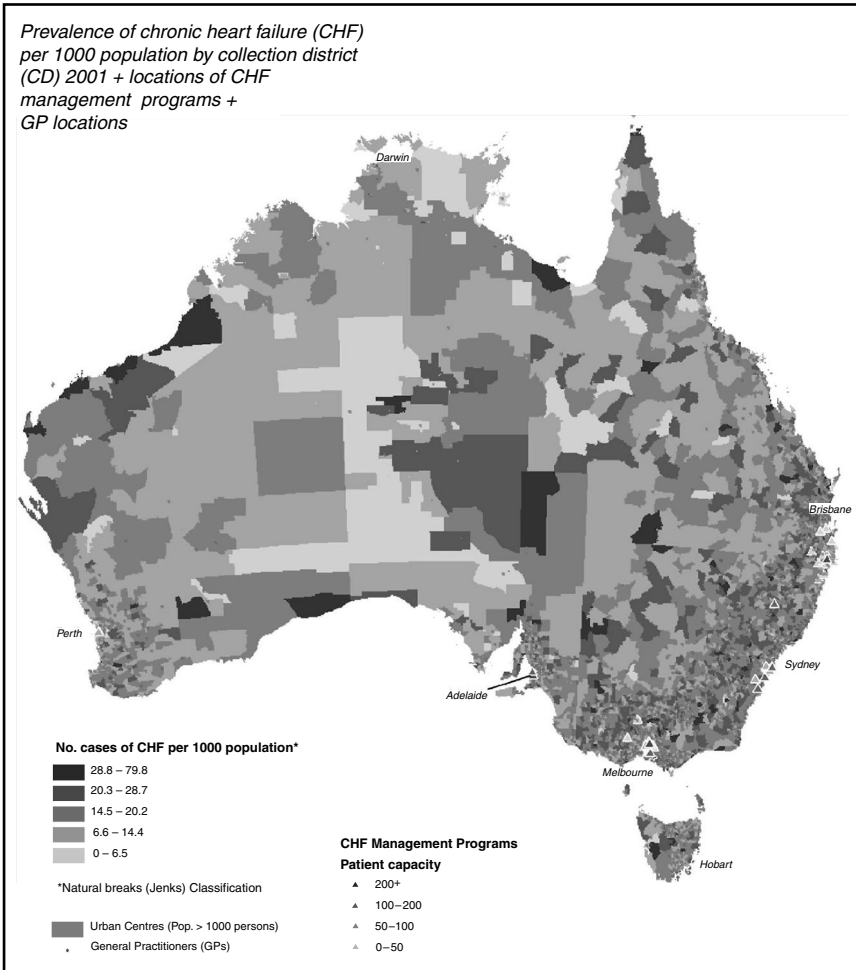 Prevalence of chronic heart failure (CHF)
per 1000 population by collection district
(CD) 2001 + locations of CHF
management programs +
GP locations
Darwin
Brisbane
Perth
Sydney
Adelaide
Melbourne
Hobart
No. cases of CHF per 1000 population*
28.8 – 79.8
20.3 – 28.7
14.5 – 20.2
6.6 – 14.4
0 – 6.5
*Natural breaks (Jenks) Classification
Urban Centres (Pop. > 1000 persons)
General Practitioners (GPs)
CHF Management Programs
Patient capacity
200+
100–200
50–100
0–50